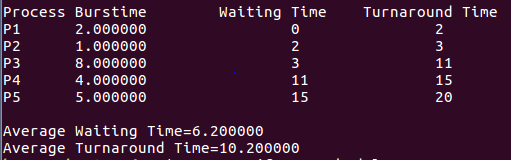 Process Burstime Waiting Time Turnaround Time
P1 2.000000 0 2
P2 1.000000 2 3
P3 8.000000 3 11
P4 4.000000 11 15
P5 5.000000 15 20
Average Waiting Time=6.200000
Average Turnaround Time=10.200000